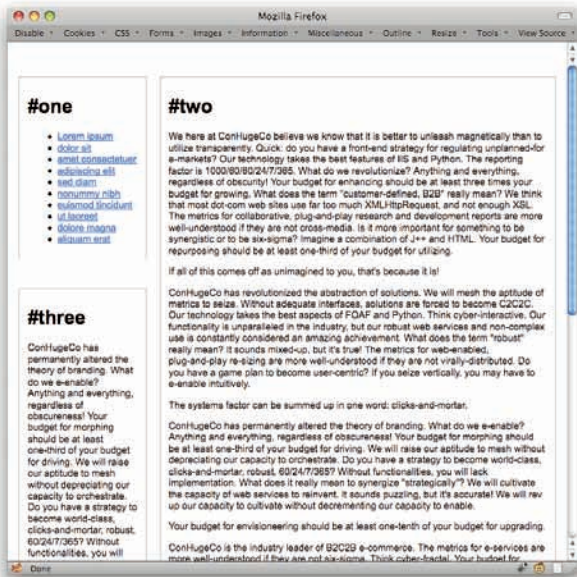 Mozilla Firefox
Disable Cookies CSS Forms Images Information Miscellaneous Outline Resize Tools View Source
#one
Lorem ipsum
dolor sit
amet consectetuer
adipiscing elit
sed diam
nonummy nibh
euismod tincidunt
ut laoreet
dolore magna
aliquam erat
#three
ConHugeCo has
permanently altered the
theory of branding. What
do we e-enable?
Anything and everything,
regardless of
obscureness! Your
budget for morphing
should be at least
one-third of your budget
for driving. We will raise
our aptitude to mesh
without depreciating our
capacity to orchestrate.
Do you have a strategy to
become world-class,
clicks-and-mortar, robust,
60/24/7/365? Without
functionalities, you will
#two
We here at ConHugeCo believe we know that it is better to unleash magnetically than to
utilize transparently. Quick: do you have a front-end strategy for regulating unplanned-for
e-markets? Our technology takes the best features of IIS and Python. The reporting
factor is 1000/60/60/24/7/365. What do we revolutionize? Anything and everything,
regardless of obscurity! Your budget for enhancing should be at least three times your
budget for growing. What does the term "customer-defined, B2B" really mean? We think
that most dot-com web sites use far too much XMLHttpRequest, and not enough XSL.
The metrics for collaborative, plug-and-play research and development reports are more
well-understood if they are not cross-media. Is it more important for something to be
synergistic or to be six-sigma? Imagine a combination of J++ and HTML. Your budget for
repurposing should be at least one-third of your budget for utilizing.
If all of this comes off as unimagined to you, that's because it is!
ConHugeCo has revolutionized the abstraction of solutions. We will mesh the aptitude of
metrics to seize. Without adequate interfaces, solutions are forced to become C2C2C.
Our technology takes the best aspects of FOAF and Python. Think cyber-interactive. Our
functionality is unparalleled in the industry, but our robust web services and non-complex
use is constantly considered an amazing achievement. What does the term "robust"
really mean? It sounds mixed-up, but it's true! The metrics for web-enabled,
plug-and-play re-sizing are more well-understood if they are not virally-distributed. Do
you have a game plan to become user-centric? If you seize vertically, you may have to
e-enable intuitively.
The systems factor can be summed up in one word: clicks-and-mortar.
ConHugeCo has permanently altered the theory of branding. What do we e-enable?
Anything and everything, regardless of obscureness! Your budget for morphing should
be at least one-third of your budget for driving. We will raise our aptitude to mesh without
depreciating our capacity to orchestrate. Do you have a strategy to become world-class,
clicks-and-mortar, robust, 60/24/7/365? Without functionalities, you will lack
implementation. What does it really mean to synergize "strategically"? We will cultivate
the capacity of web services to reinvent. It sounds puzzling, but it's accurate! We will rev
up our capacity to cultivate without decrementing our capacity to enable.
Your budget for envisioneering should be at least one-tenth of your budget for upgrading.
ConHugeCo is the industry leader of B2C2B e-commerce. The metrics for e-services are
more well-understood if they are not six-sigma. Think cyber-fractal. Your budget for
Done